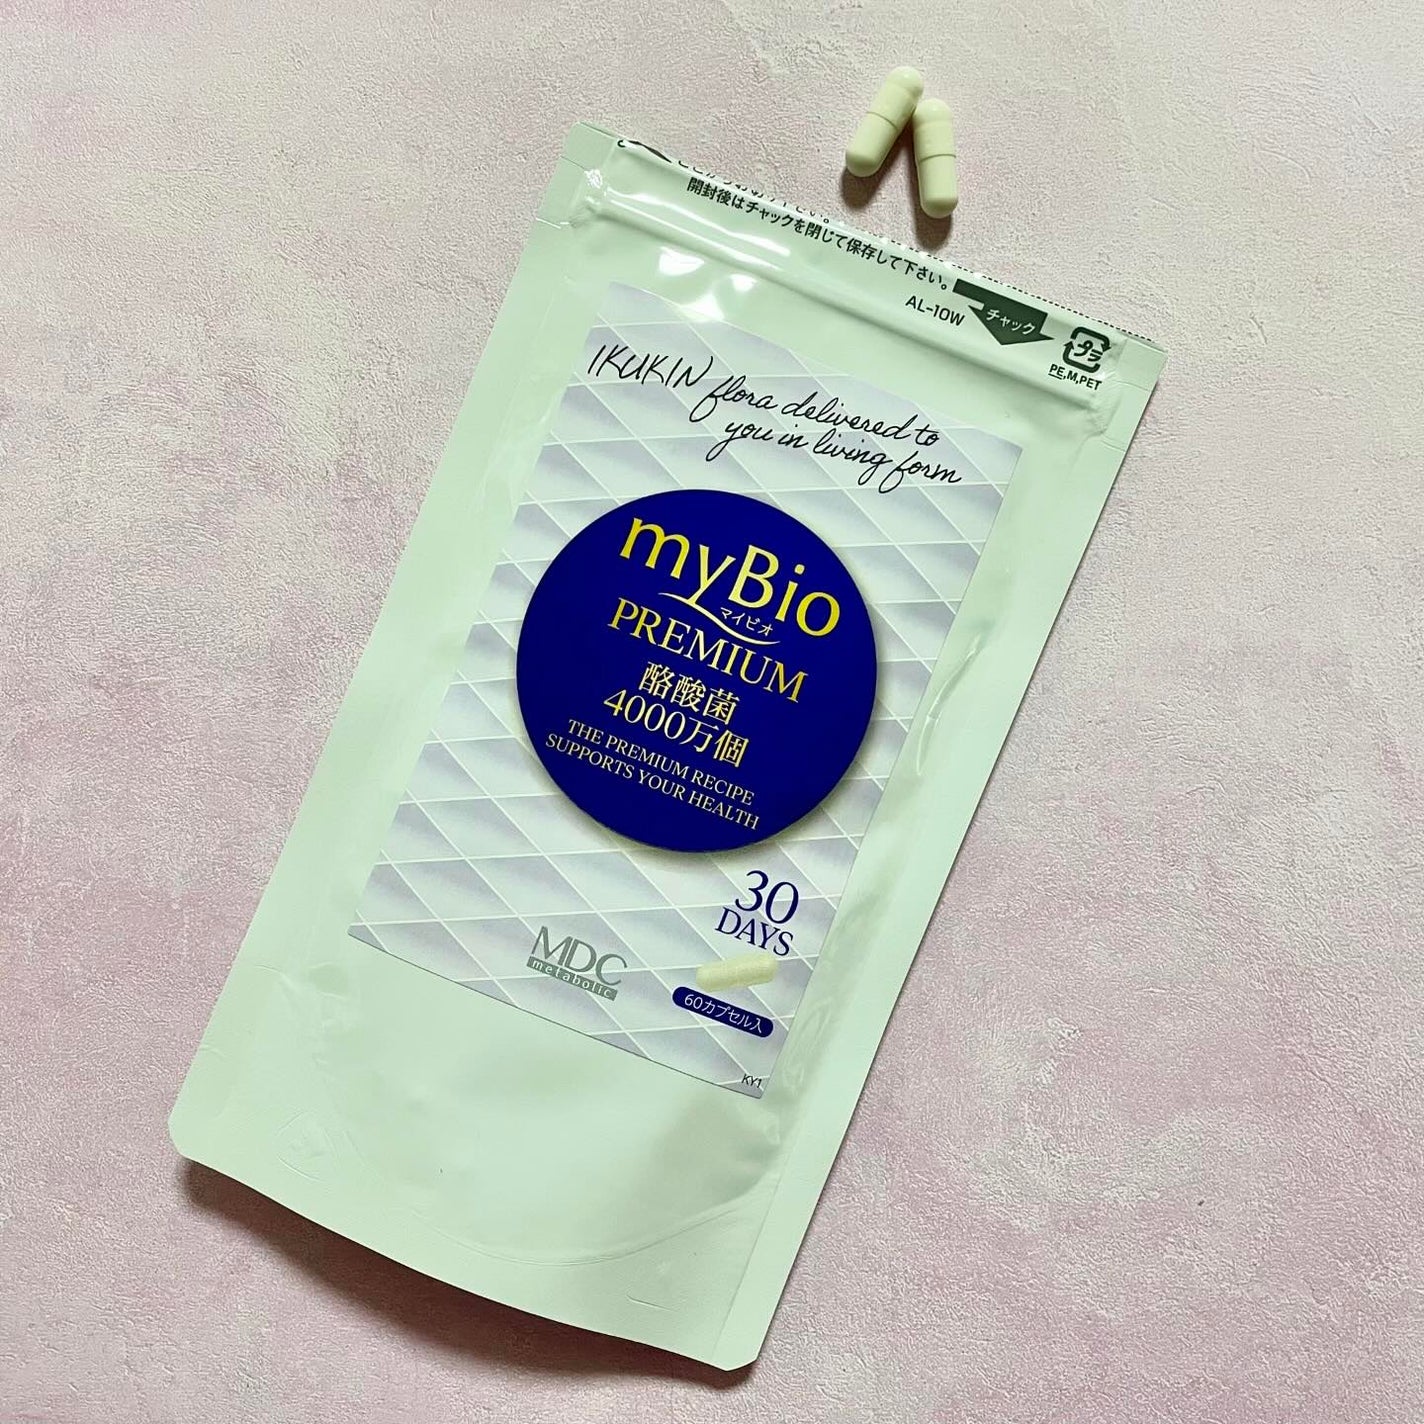 開封後はチャックを閉じて保存して下さい。
AL-10W
チャック
プラ
PE,M,PET
IKUKIN flora delivered to
you in living form
myBio
マイビオ
PREMIUM
酪酸菌
4000万個
THE PREMIUM RECIPE
SUPPORTS YOUR HEALTH
30
DAYS
MDC
metabolic
60カプセル入
KY1